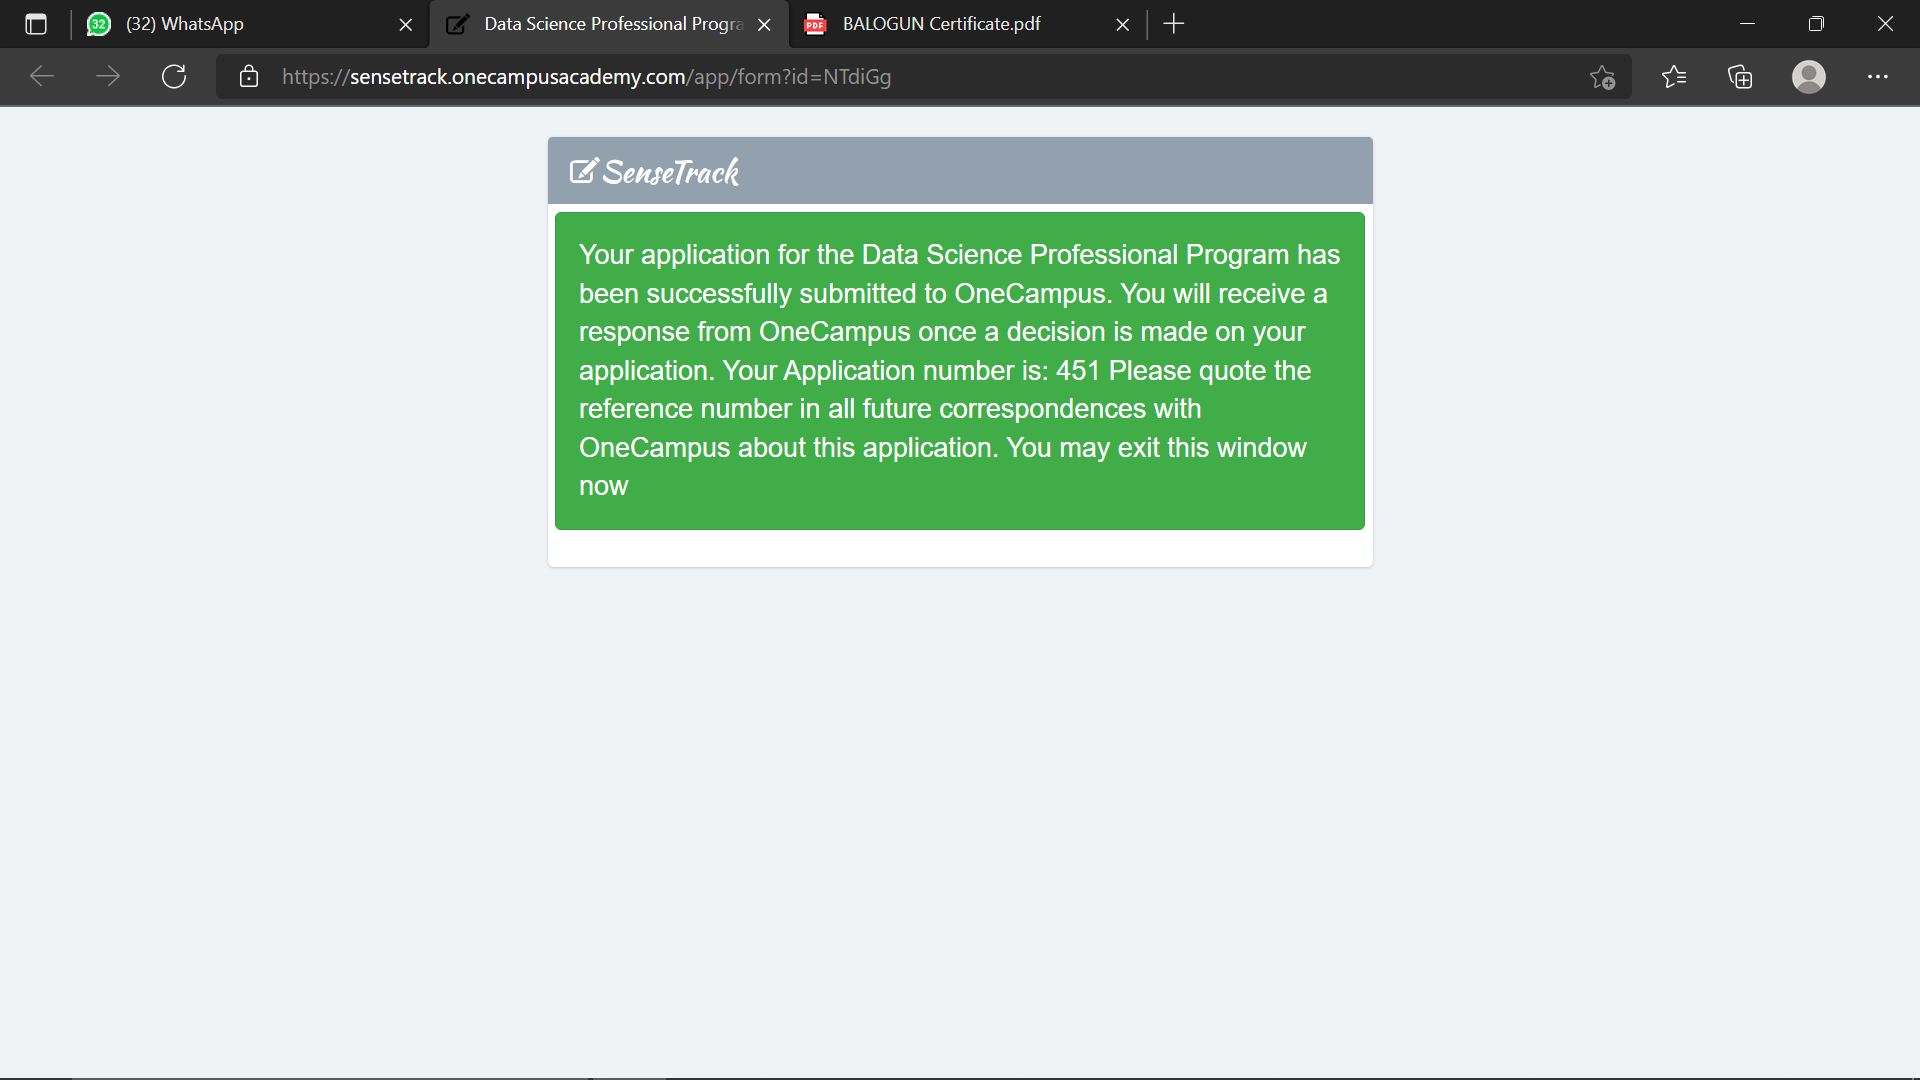 32 (32) WhatsApp Data Science Professional Progra PDF BALOGUN Certificate.pdf
https://sensetrack.onecampusacademy.com/app/form?id=NTdiGg
SenseTrack
Your application for the Data Science Professional Program has
been successfully submitted to OneCampus. You will receive a
response from OneCampus once a decision is made on your
application. Your Application number is: 451 Please quote the
reference number in all future correspondences with
OneCampus about this application. You may exit this window
now